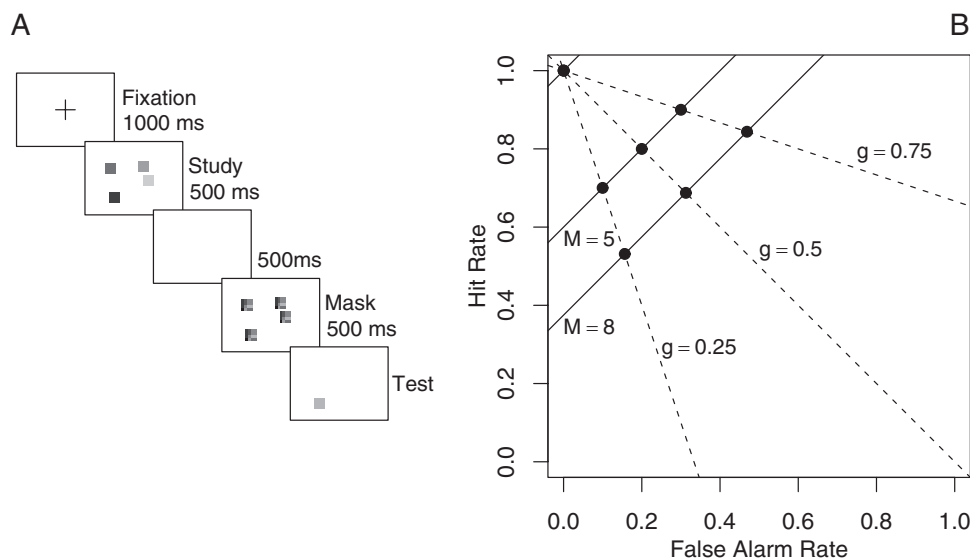 A
Fixation
1000 ms
Study
500 ms
500ms
Mask
500 ms
Test
B
Hit Rate
1.0
0.8
0.6
0.4
0.2
0.0
g = 0.75
g = 0.5
M = 5
M = 8
g = 0.25
0.0 0.2 0.4 0.6 0.8 1.0
False Alarm Rate